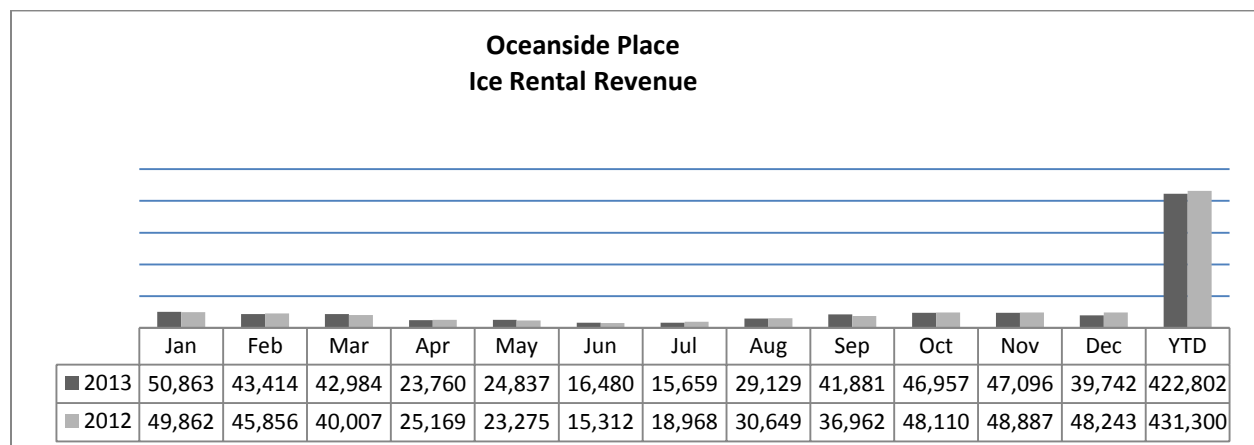 Oceanside Place
Ice Rental Revenue
Jan Feb Mar Apr May Jun Jul Aug Sep Oct Nov Dec YTD
2013 50,863 43,414 42,984 23,760 24,837 16,480 15,659 29,129 41,881 46,957 47,096 39,742 422,802
2012 49,862 45,856 40,007 25,169 23,275 15,312 18,968 30,649 36,962 48,110 48,887 48,243 431,300